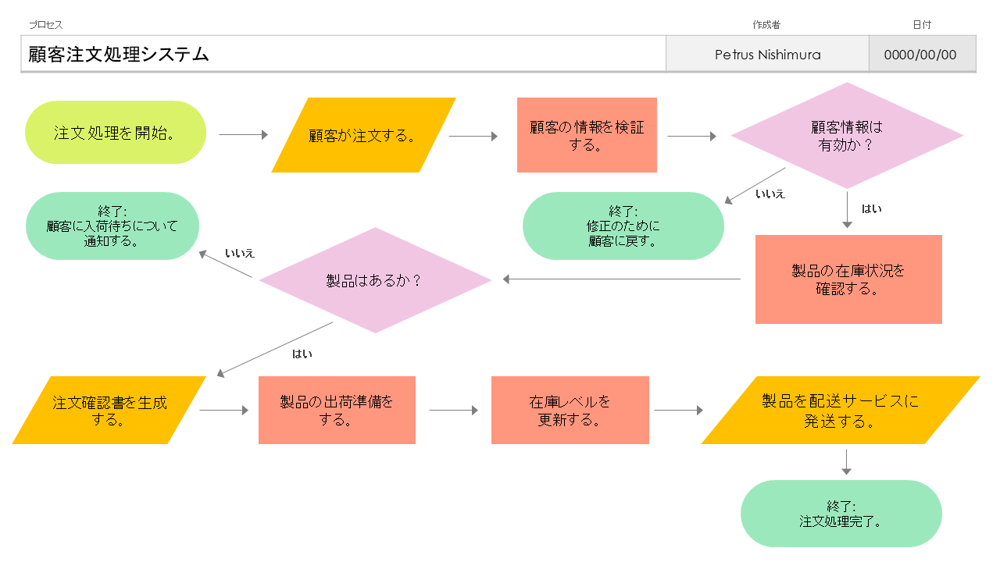 プロセス
作成者
日付
顧客注文処理システム
Petrus Nishimura
0000/00/00
注文処理を開始。
顧客が注文する。
顧客の情報を検証
する。
顧客情報は
有効か？
いいえ
はい
終了:
修正のために
顧客に戻す。
製品の在庫状況を
確認する。
製品はあるか？
いいえ
はい
終了:
顧客に入荷待ちについて
通知する。
注文確認書を生成
する。
製品の出荷準備を
する。
在庫レベルを
更新する。
製品を配送サービスに
発送する。
終了:
注文処理完了。